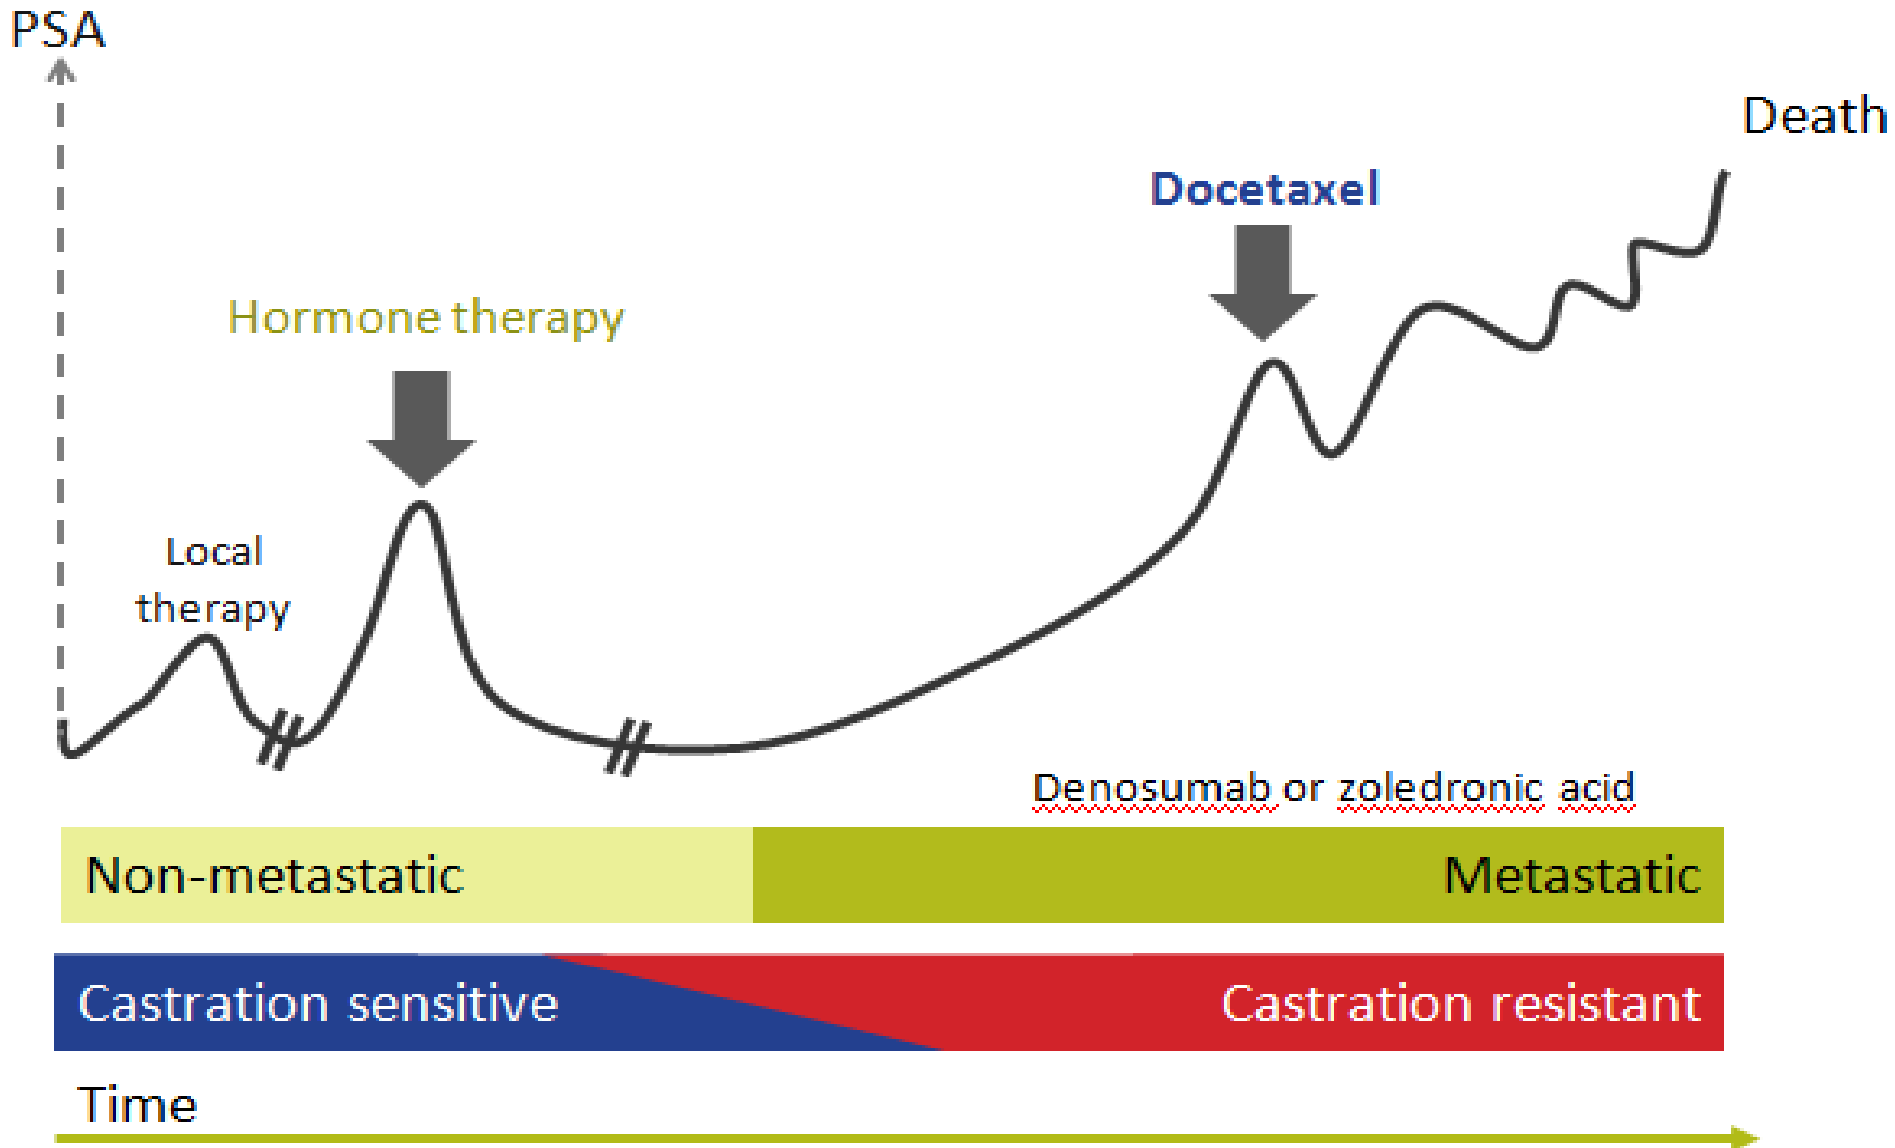 PSA
Death
Docetaxel
Hormone therapy
Local
therapy
Denosumab or zoledronic acid
Non-metastatic
Metastatic
Castration sensitive
Castration resistant
Time